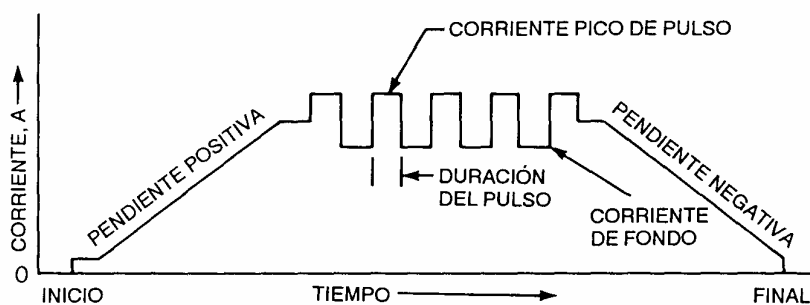 CORRIENTE PICO DE PULSO
CORRIENTE, A
PENDIENTE POSITIVA
PENDIENTE NEGATIVA
DURACIÓN
DEL PULSO
CORRIENTE
DE FONDO
0
INICIO
TIEMPO
FINAL